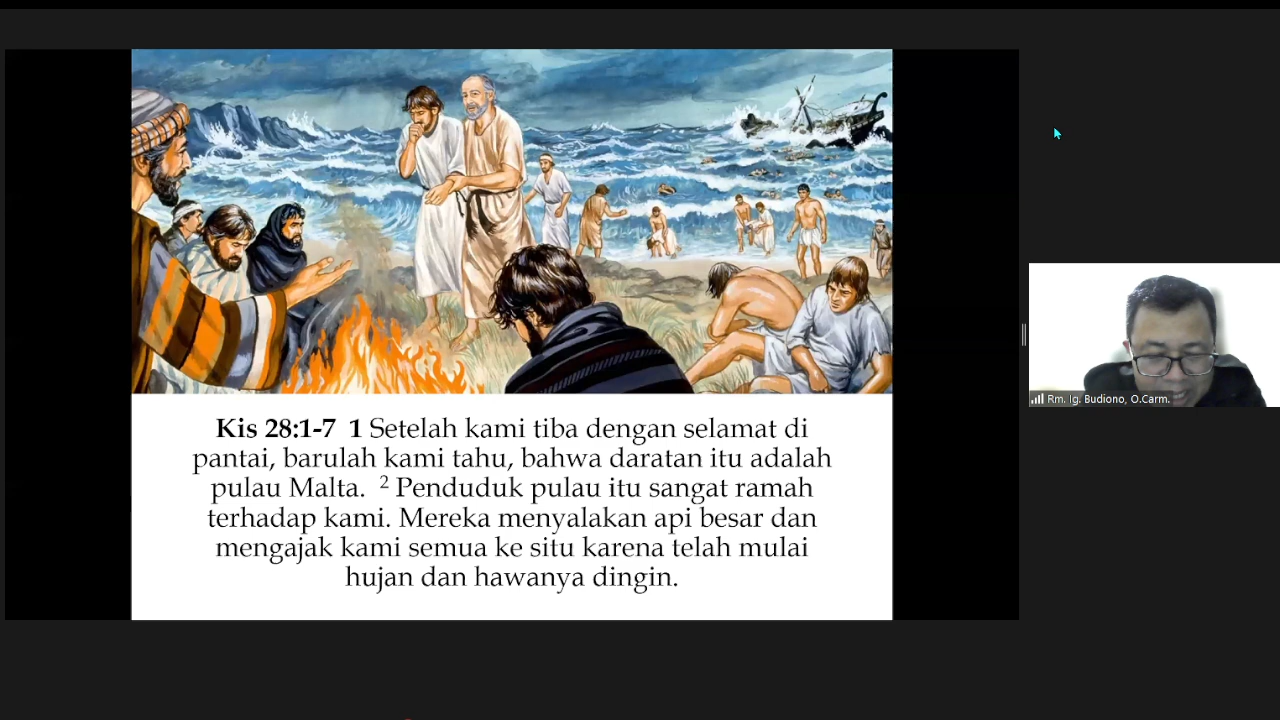 Kis 28:1-7 1 Setelah kami tiba dengan selamat di
pantai, barulah kami tahu, bahwa daratan itu adalah
pulau Malta. 2 Penduduk pulau itu sangat ramah
terhadap kami. Mereka menyalakan api besar dan
mengajak kami semua ke situ karena telah mulai
hujan dan hawanya dingin.
Rm. Ig. Budiono, O.Carm.